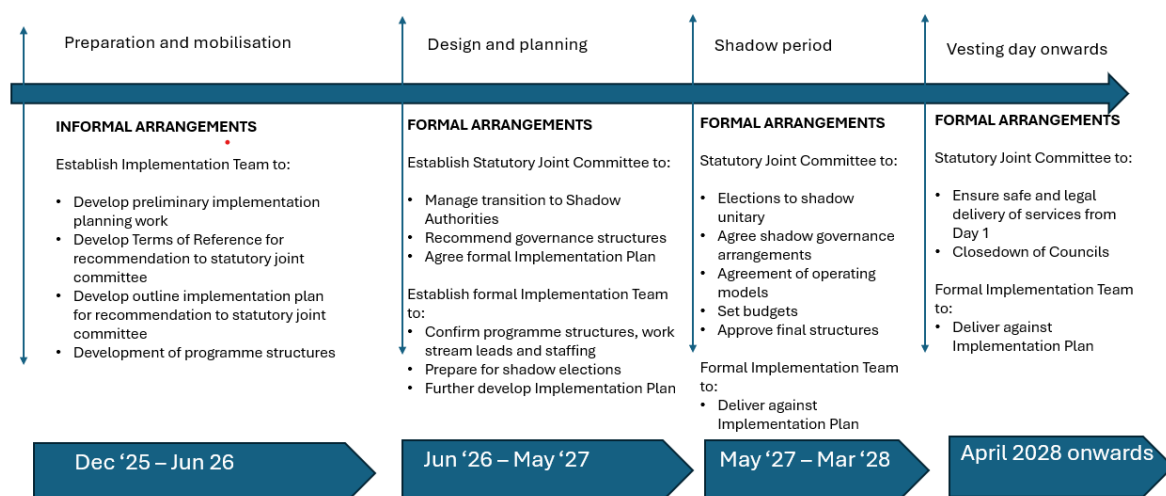 Preparation and mobilisation
Design and planning
Shadow period
Vesting day onwards
INFORMAL ARRANGEMENTS
Establish Implementation Team to:
• Develop preliminary implementation
planning work
• Develop Terms of Reference for
recommendation to statutory joint
committee
• Develop outline implementation plan
for recommendation to statutory joint
committee
• Development of programme structures
FORMAL ARRANGEMENTS
Establish Statutory Joint Committee to:
• Manage transition to Shadow
Authorities
• Recommend governance structures
• Agree formal Implementation Plan
Establish formal Implementation Team
to:
• Confirm programme structures, work
stream leads and staffing
• Prepare for shadow elections
• Further develop Implementation Plan
FORMAL ARRANGEMENTS
Statutory Joint Committee to:
• Elections to shadow
unitary
• Agree shadow governance
arrangements
• Agreement of operating
models
• Set budgets
• Approve final structures
Formal Implementation Team
to:
• Deliver against
Implementation Plan
FORMAL ARRANGEMENTS
Statutory Joint Committee to:
• Ensure safe and legal
delivery of services from
Day 1
• Closedown of Councils
Formal Implementation Team
to:
• Deliver against
Implementation Plan
Dec ‘25 – Jun 26
Jun ‘26 – May ‘27
May ‘27 – Mar ‘28
April 2028 onwards